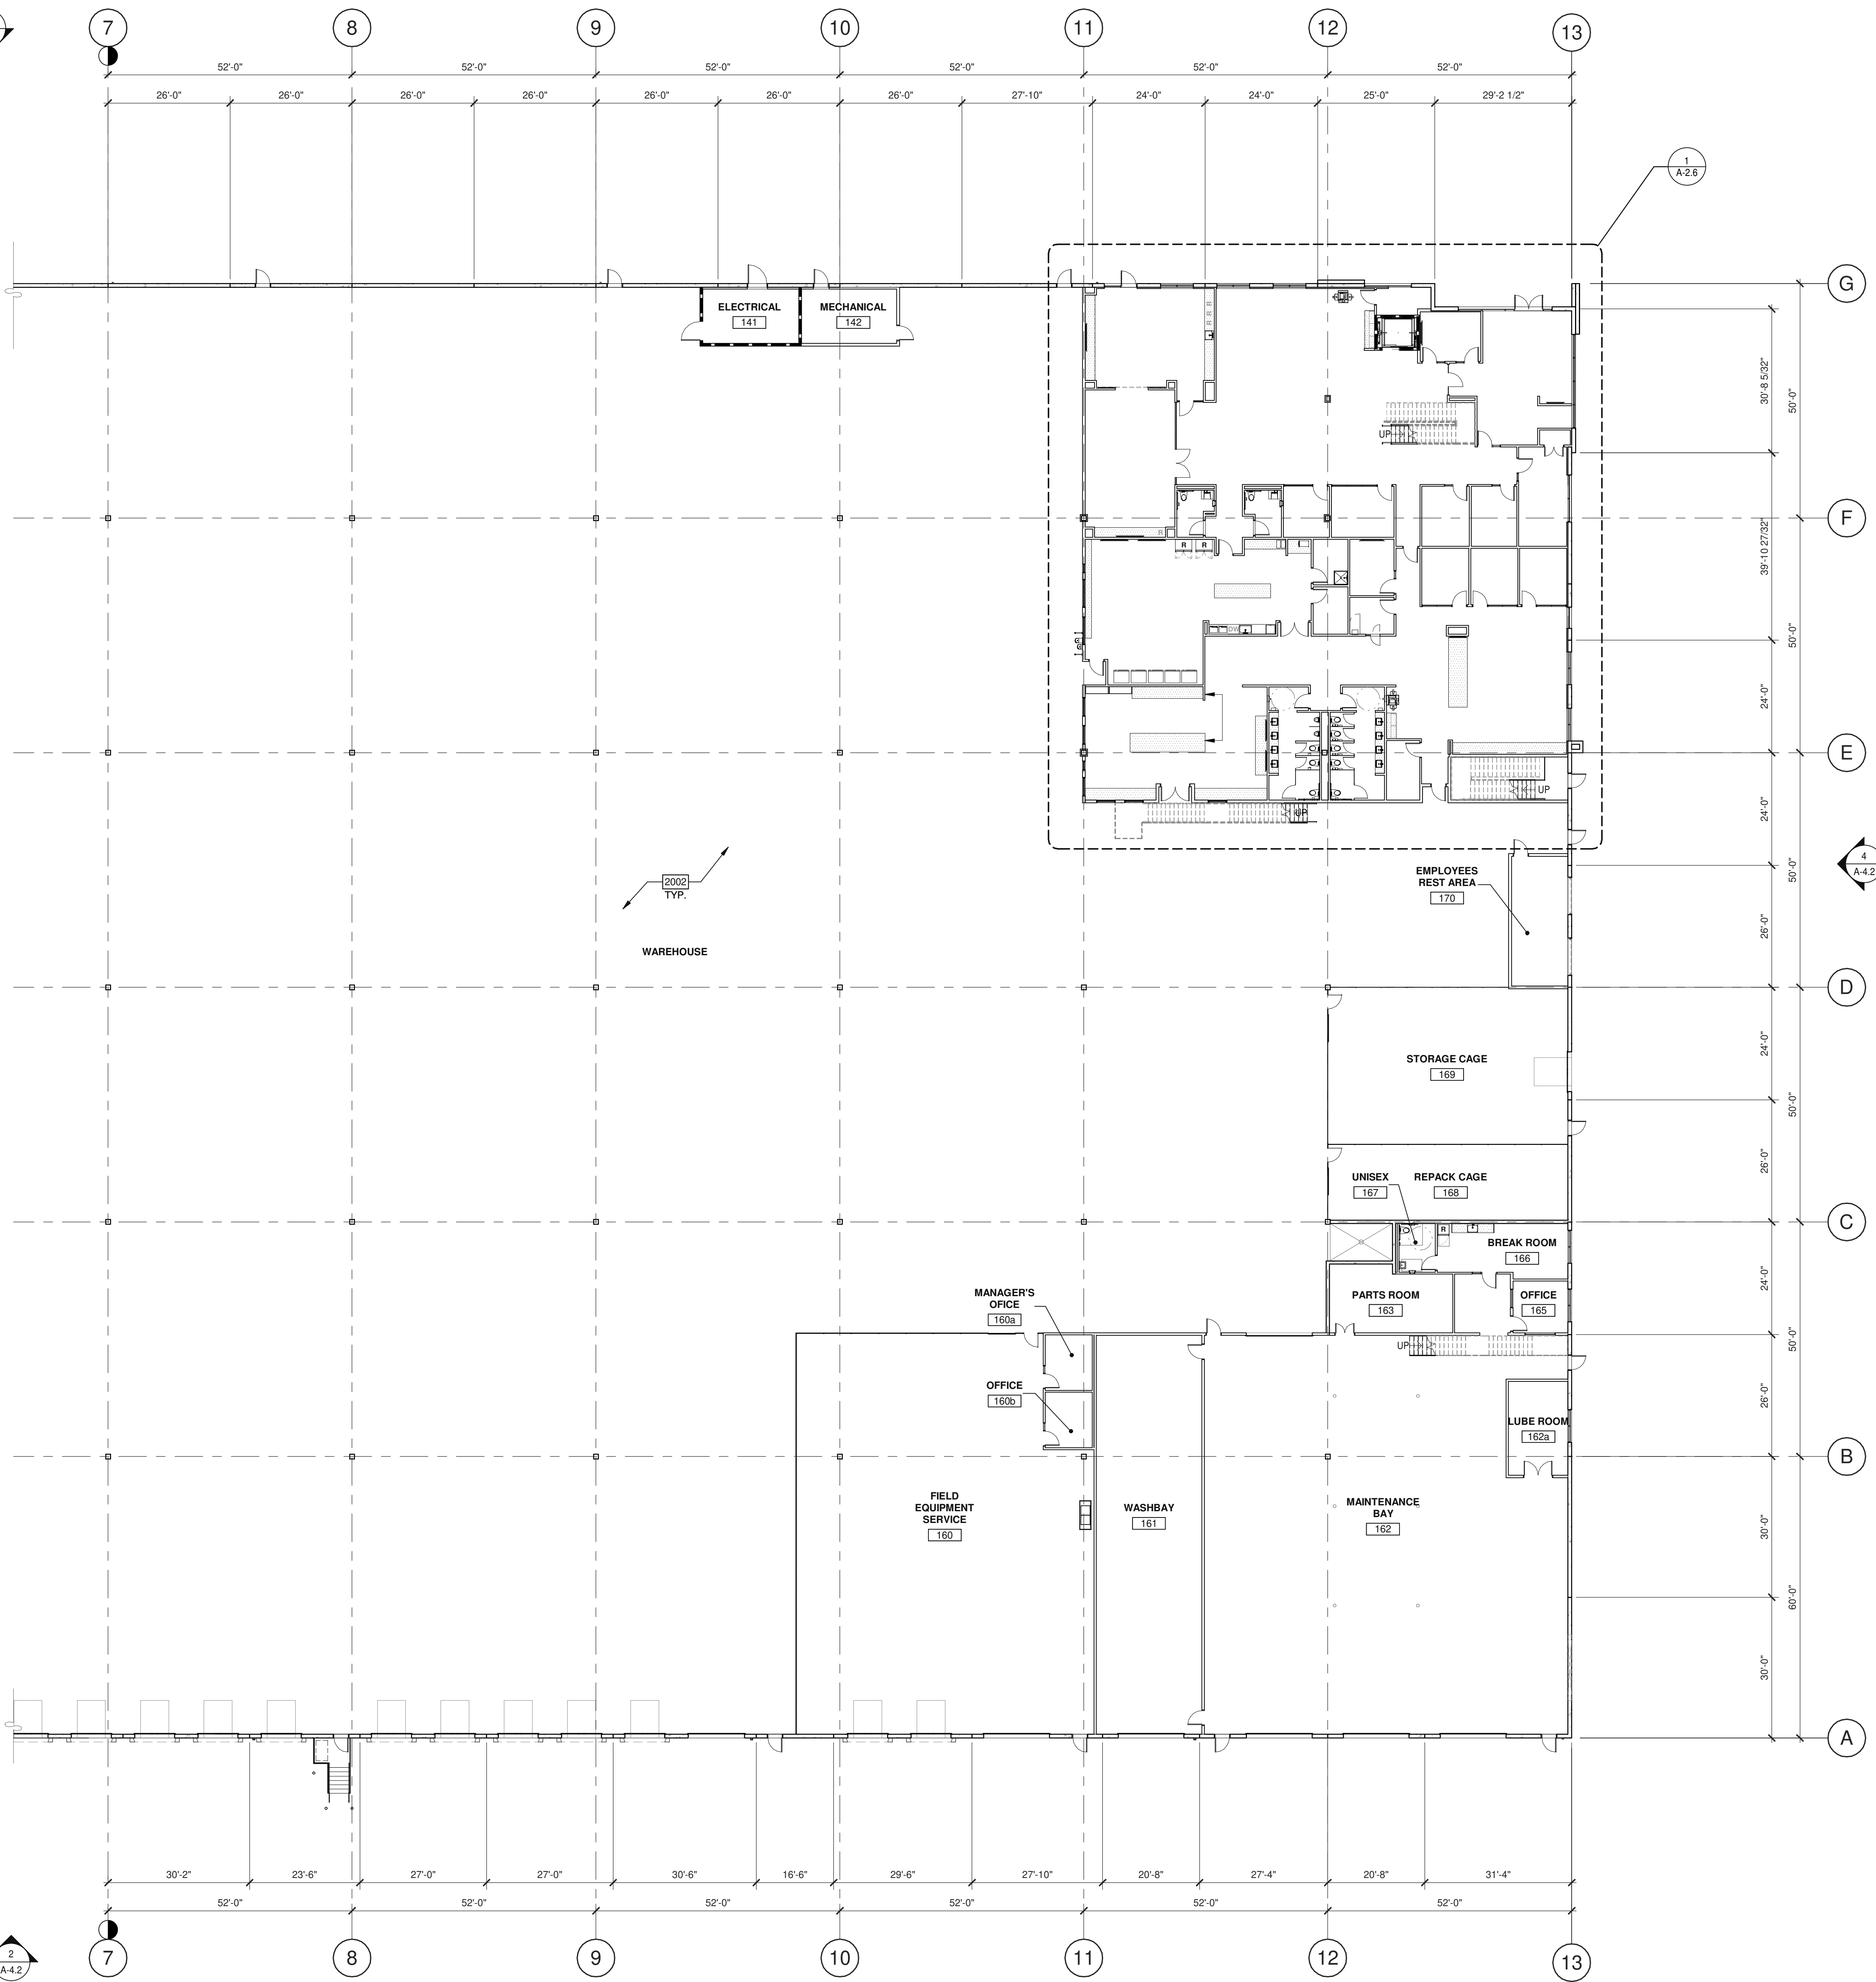 7
8
9
10
11
12
13
52'-0"
52'-0"
52'-0"
52'-0"
52'-0"
52'-0"
26'-0"
26'-0"
26'-0"
26'-0"
26'-0"
26'-0"
26'-0"
27'-10"
24'-0"
24'-0"
25'-0"
29'-2 1/2"
1
A-2.6
G
ELECTRICAL
141
MECHANICAL
142
R
R
R
30'-8 5/32"
50'-0"
UP
F
R
R
R
39'-10 27/32"
DW
50'-0"
24'-0"
E
UP
UP
24'-0"
4
A-4.2
50'-0"
2002
TYP.
EMPLOYEES
REST AREA
170
26'-0"
WAREHOUSE
D
24'-0"
STORAGE CAGE
169
50'-0"
26'-0"
UNISEX
167
REPACK CAGE
168
C
R
BREAK ROOM
166
24'-0"
MANAGER'S
OFICE
160a
PARTS ROOM
163
OFFICE
165
50'-0"
UP
OFFICE
160b
26'-0"
LUBE ROOM
162a
B
FIELD
EQUIPMENT
SERVICE
160
WASHBAY
161
MAINTENANCE
BAY
162
30'-0"
60'-0"
30'-0"
A
30'-2"
23'-6"
27'-0"
27'-0"
30'-6"
16'-6"
29'-6"
27'-10"
20'-8"
27'-4"
20'-8"
31'-4"
52'-0"
52'-0"
52'-0"
52'-0"
52'-0"
52'-0"
2
A-4.2
7
8
9
10
11
12
13